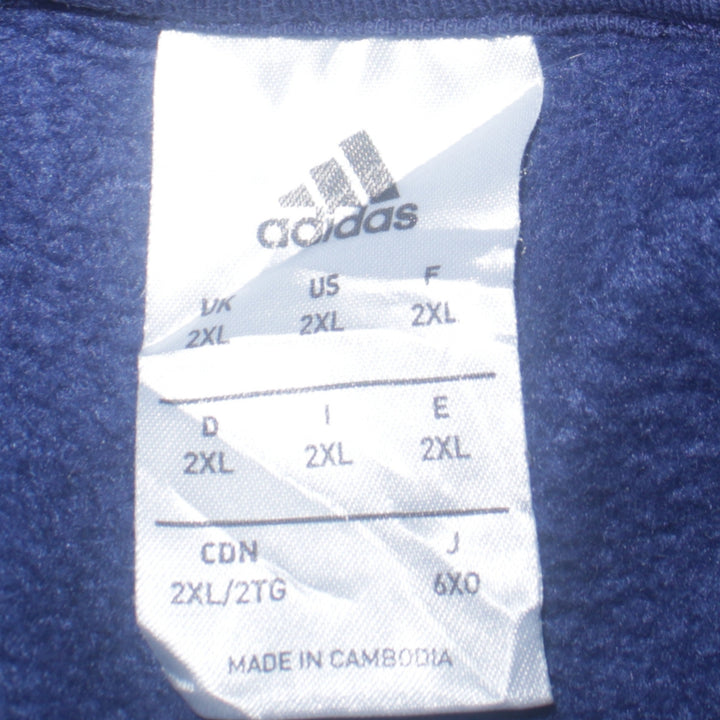 adidas
UK US F
2XL 2XL 2XL
D I E
2XL 2XL 2XL
CDN J
2XL/2TG 6XO
MADE IN CAMBODIA